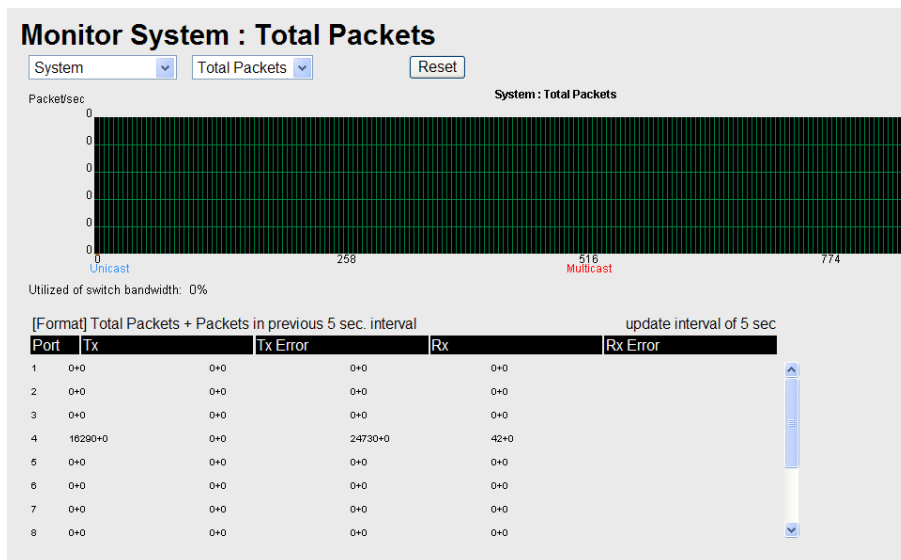 Monitor System : Total Packets
System Total Packets Reset
System : Total Packets
Packet/sec
0
0
0
0
0
0
0 258 516 774
Unicast Multicast
Utilized of switch bandwidth: 0%
[Format] Total Packets + Packets in previous 5 sec. interval update interval of 5 sec
Port Tx Tx Error Rx Rx Error
1 0+0 0+0 0+0 0+0
2 0+0 0+0 0+0 0+0
3 0+0 0+0 0+0 0+0
4 16290+0 0+0 24730+0 42+0
5 0+0 0+0 0+0 0+0
6 0+0 0+0 0+0 0+0
7 0+0 0+0 0+0 0+0
8 0+0 0+0 0+0 0+0